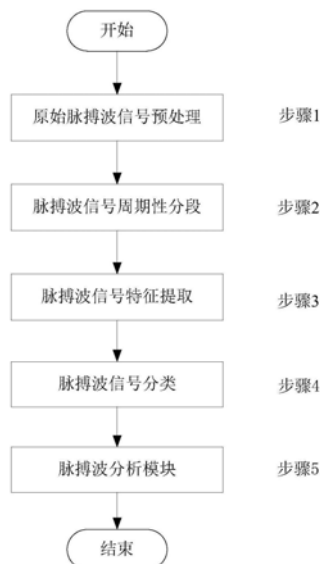 开始
原始脉搏波信号预处理 步骤1
脉搏波信号周期性分段 步骤2
脉搏波信号特征提取 步骤3
脉搏波信号分类 步骤4
脉搏波分析模块 步骤5
结束